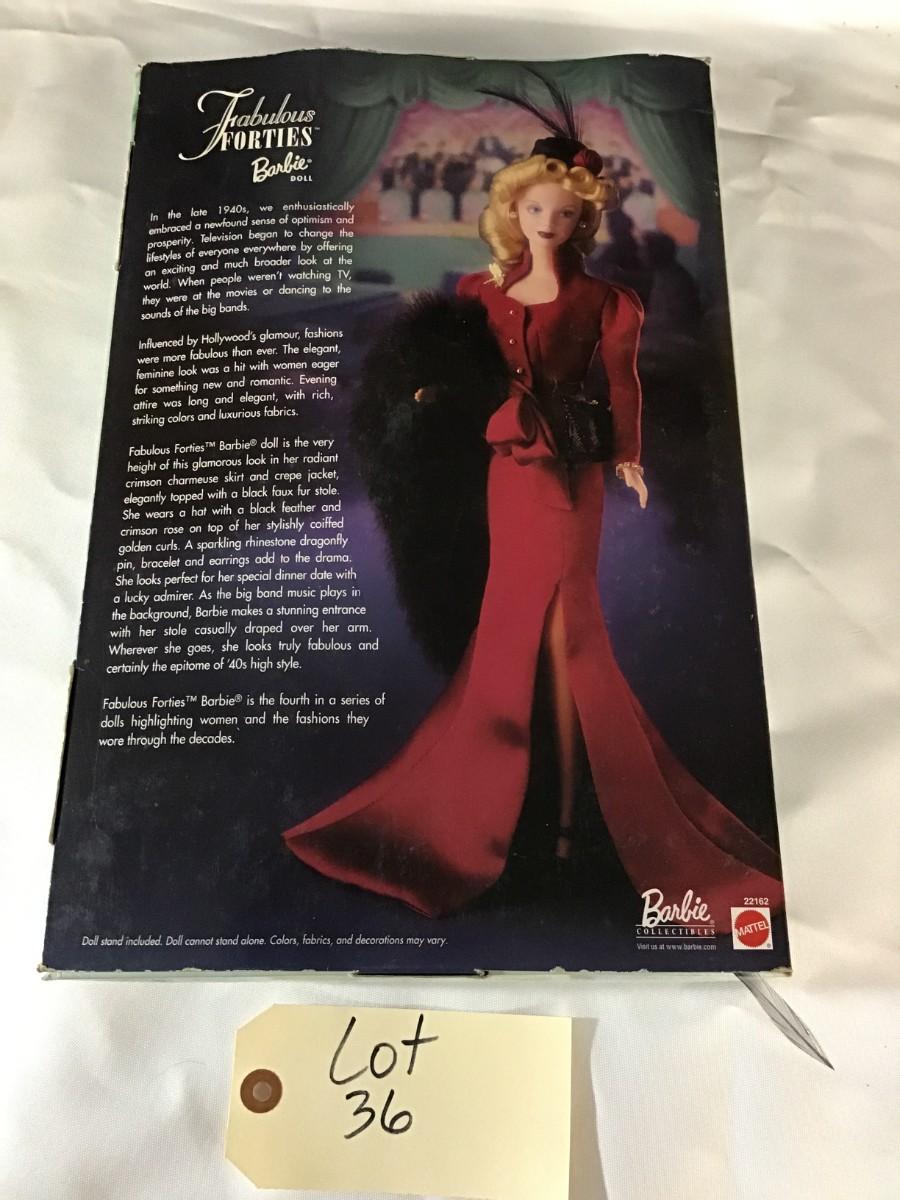 Fabulous
FORTIES™
Barbie®
DOLL
In the late 1940s, we enthusiastically
embraced a newfound sense of optimism and
prosperity. Television began to change the
lifestyles of everyone everywhere by offering
an exciting and much broader look at the
world. When people weren't watching TV,
they were at the movies or dancing to the
sounds of the big bands.
Influenced by Hollywood's glamour, fashions
were more fabulous than ever. The elegant,
feminine look was a hit with women eager
for something new and romantic. Evening
attire was long and elegant, with rich,
striking colors and luxurious fabrics.
Fabulous Forties™ Barbie® doll is the very
height of this glamorous look in her radiant
crimson charmeuse skirt and crepe jacket,
elegantly topped with a black faux fur stole.
She wears a hat with a black feather and
crimson rose on top of her stylishly coiffed
golden curls. A sparkling rhinestone dragonfly
pin, bracelet and earrings add to the drama.
She looks perfect for her special dinner date with
a lucky admirer. As the big band music plays in
the background, Barbie makes a stunning entrance
with her stole casually draped over her arm.
Wherever she goes, she looks truly fabulous and
certainly the epitome of '40s high style.
Fabulous Forties™ Barbie® is the fourth in a series of
dolls highlighting women and the fashions they
wore through the decades.
Doll stand included. Doll cannot stand alone. Colors, fabrics, and decorations may vary.
Barbie®
COLLECTIBLES
Visit us at www.barbie.com
22162
MATTEL®
Lot
36